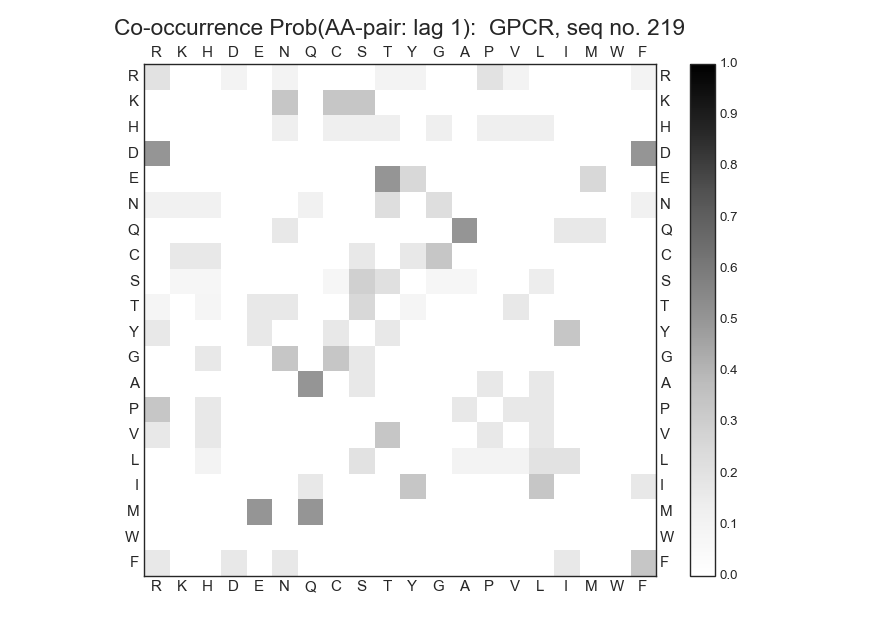 Co-occurrence Prob(AA-pair: lag 1):  GPCR, seq no. 219
R K H D E N Q C S T Y G A P V L I M W F
R R
K K
H H
D D
E E
N N
Q Q
C C
S S
T T
Y Y
G G
A A
P P
V V
L L
I I
M M
W W
F F
R K H D E N Q C S T Y G A P V L I M W F
1.0
0.9
0.8
0.7
0.6
0.5
0.4
0.3
0.2
0.1
0.0